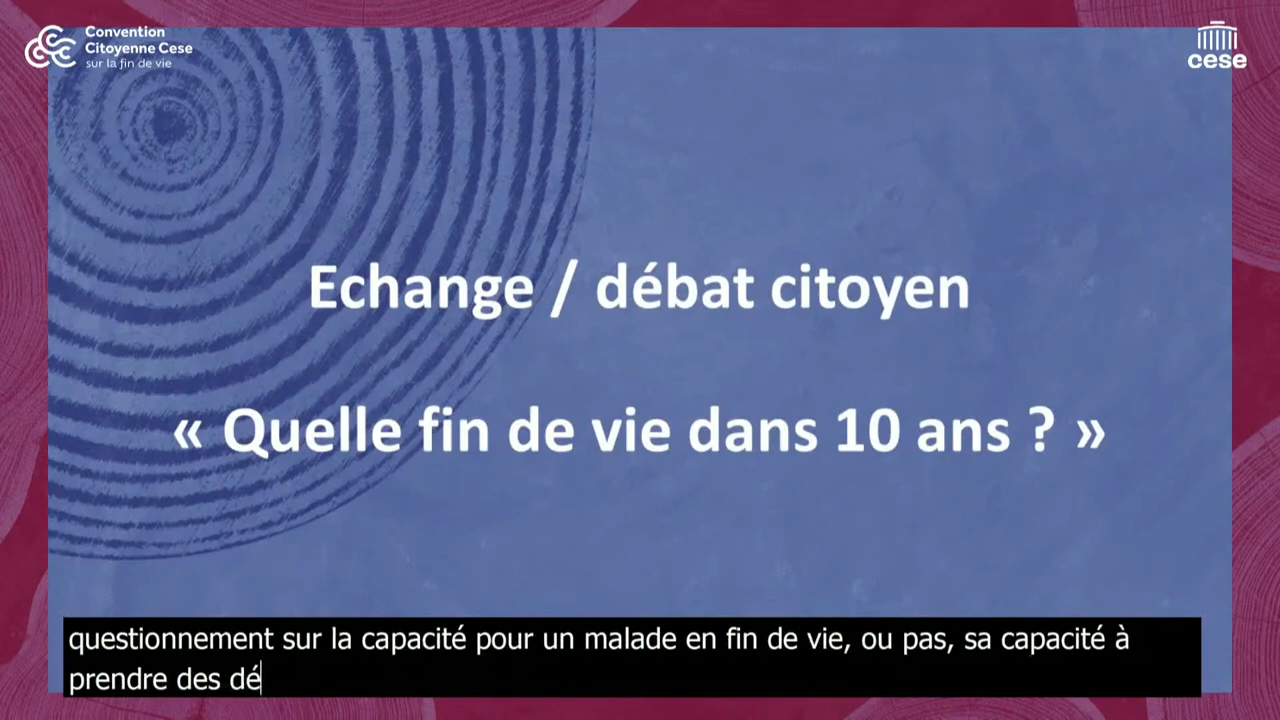 Convention
Citoyenne Cese
sur la fin de vie
cese
Echange / débat citoyen
« Quelle fin de vie dans 10 ans ? »
questionnement sur la capacité pour un malade en fin de vie, ou pas, sa capacité à
prendre des dé